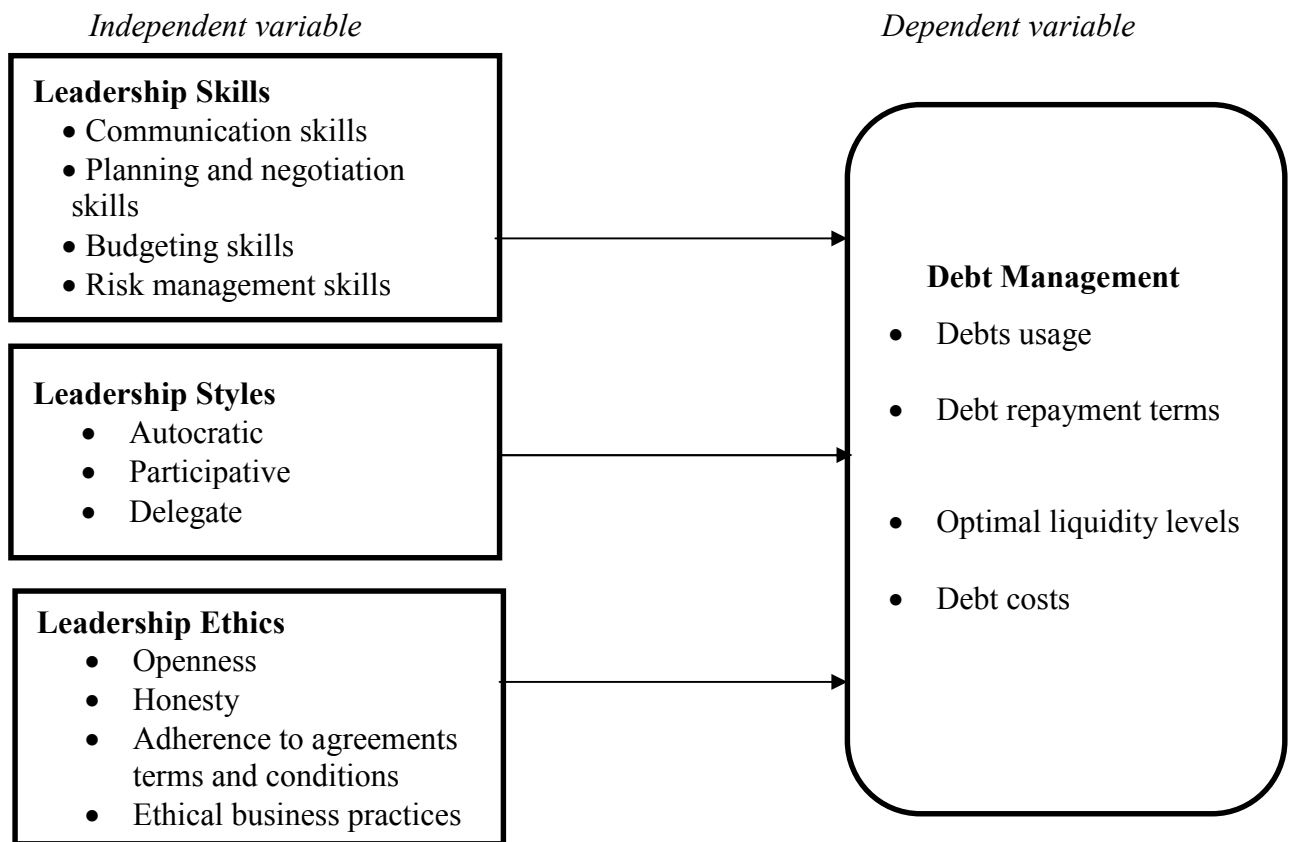 Independent variable
Dependent variable
Leadership Skills
• Communication skills
• Planning and negotiation
skills
• Budgeting skills
• Risk management skills
Leadership Styles
• Autocratic
• Participative
• Delegate
Leadership Ethics
• Openness
• Honesty
• Adherence to agreements
terms and conditions
• Ethical business practices
Debt Management
• Debts usage
• Debt repayment terms
• Optimal liquidity levels
• Debt costs